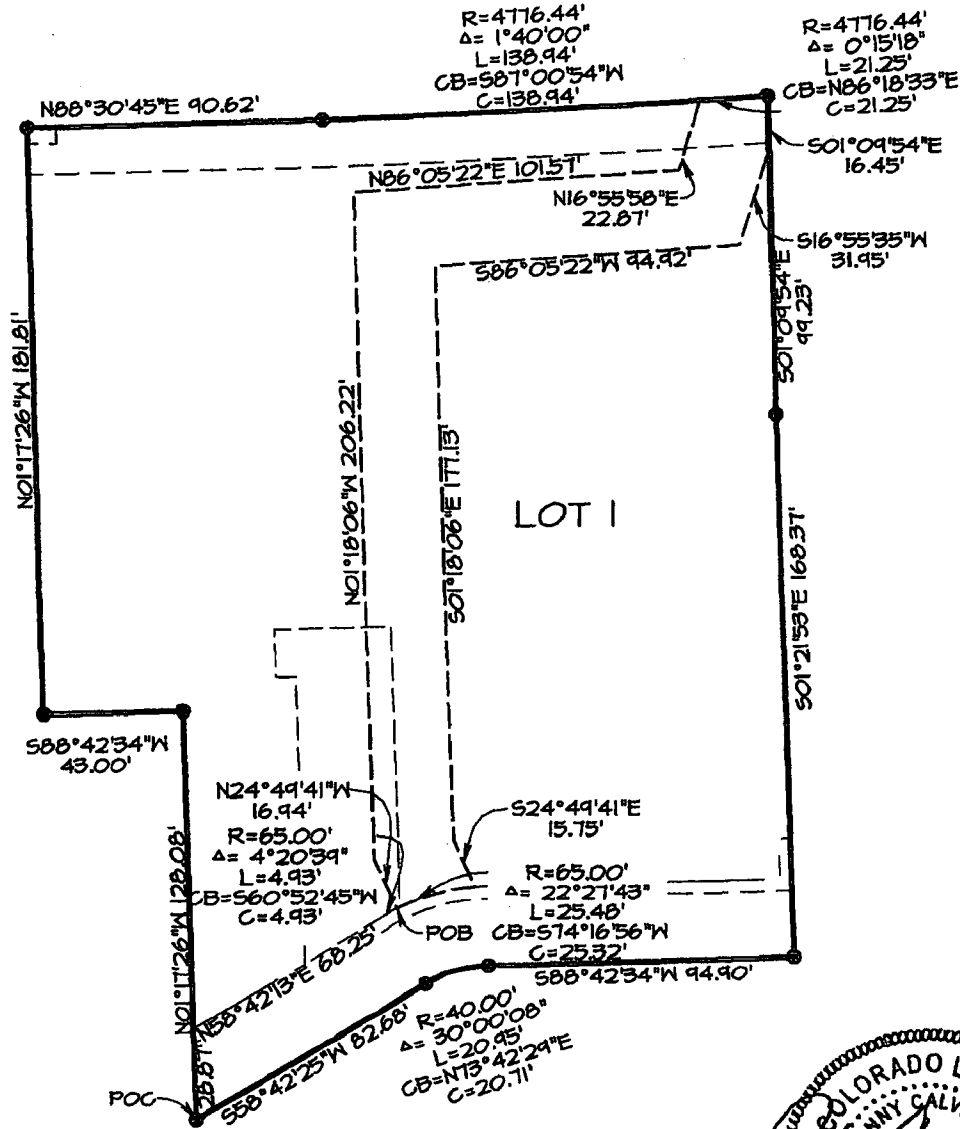 R=4776.44'
Δ= 1°40'00"
L=138.94'
CB=S87°00'54"W
C=138.94'
R=4776.44'
Δ= 0°15'18"
L=21.25'
CB=N86°18'33"E
C=21.25'
N88°30'45"E 90.62'
S01°09'54"E
16.45'
N86°05'22"E 101.57'
N16°55'58"E
22.87'
S16°55'35"W
31.95'
S86°05'22"W 94.92'
S01°09'54"E
99.23'
N01°17'26"W 181.81'
N01°18'06"W 206.22'
S01°18'06"E 177.13'
LOT 1
S01°21'53"E 168.37'
S88°42'34"W
43.00'
N24°49'41"W
16.94'
R=65.00'
Δ= 4°20'39"
L=4.93'
CB=S60°52'45"W
C=4.93'
S24°49'41"E
15.75'
R=65.00'
Δ= 22°27'43"
L=25.48'
CB=S74°16'56"W
C=25.32'
POB
N01°17'26"W 128.08'
N58°42'13"E 68.25'
S88°42'34"W 94.90'
R=40.00'
Δ= 30°00'08"
L=20.95'
CB=N73°42'29"E
C=20.71'
28.87'
S58°42'25"W 82.68'
POC
COLORADO L
NNY CALV